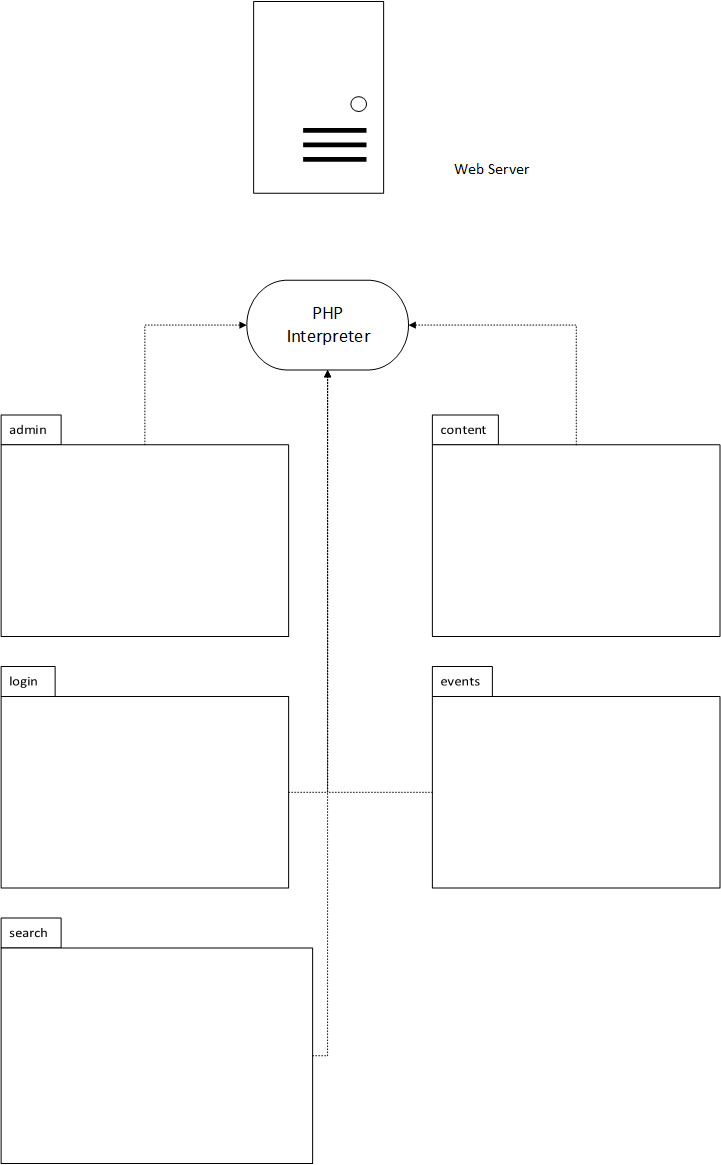 Web Server
PHP
Interpreter
admin
content
login
events
search